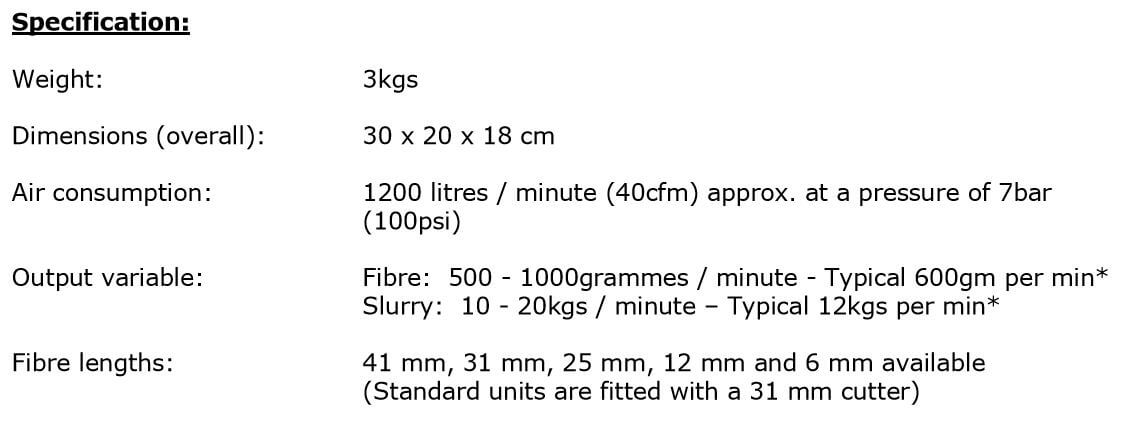 Specification:
Weight: 3kgs
Dimensions (overall): 30 x 20 x 18 cm
Air consumption: 1200 litres / minute (40cfm) approx. at a pressure of 7bar
(100psi)
Output variable: Fibre:  500 - 1000grammes / minute - Typical 600gm per min*
Slurry:  10 - 20kgs / minute – Typical 12kgs per min*
Fibre lengths: 41 mm, 31 mm, 25 mm, 12 mm and 6 mm available
(Standard units are fitted with a 31 mm cutter)